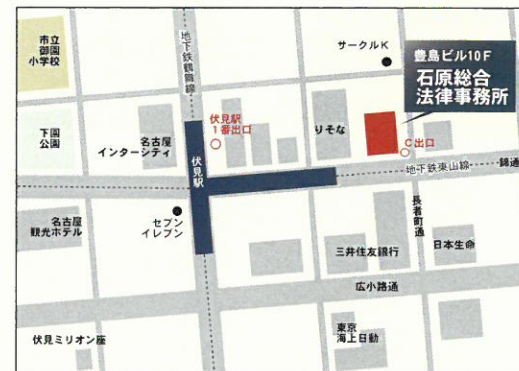 市立
御園
小学校
地下鉄鶴舞線
サークルK
豊島ビル10F
石原総合
法律事務所
下園
公園
名古屋
インターシティ
伏見駅
1番出口
りそな
C出口
伏見駅
地下鉄東山線
錦通
名古屋
観光ホテル
セブン
イレブン
長者町通
三井住友銀行
日本生命
広小路通
伏見ミリオン座
東京
海上日動